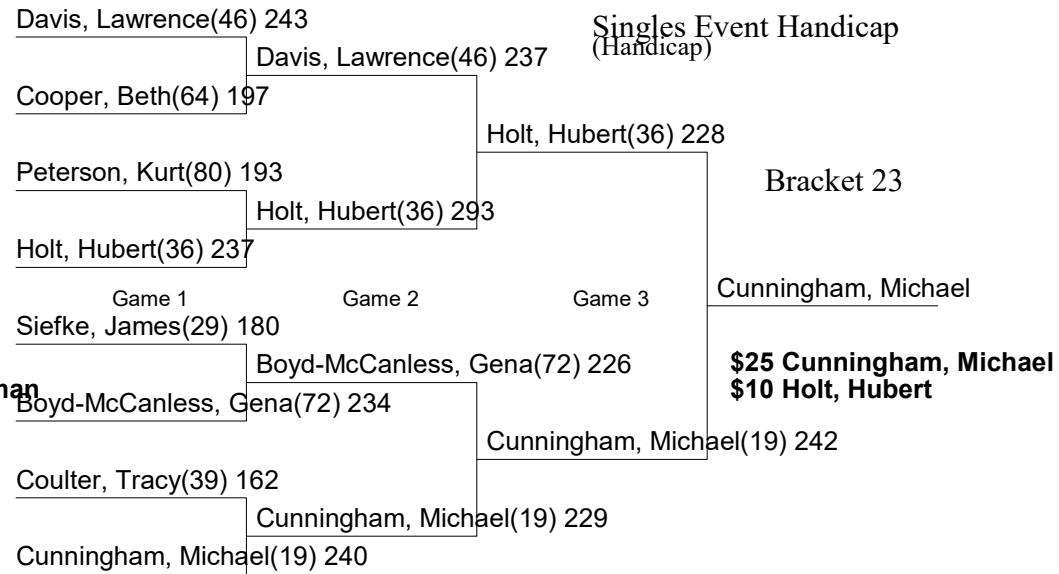 Davis, Lawrence(46) 243
Singles Event Handicap
(Handicap)
Davis, Lawrence(46) 237
Cooper, Beth(64) 197
Holt, Hubert(36) 228
Peterson, Kurt(80) 193
Bracket 23
Holt, Hubert(36) 293
Holt, Hubert(36) 237
Game 1
Game 2
Game 3
Cunningham, Michael
Siefke, James(29) 180
Boyd-McCanless, Gena(72) 226
$25 Cunningham, Michael
$10 Holt, Hubert
Boyd-McCanless, Gena(72) 234
Cunningham, Michael(19) 242
Coulter, Tracy(39) 162
Cunningham, Michael(19) 229
Cunningham, Michael(19) 240